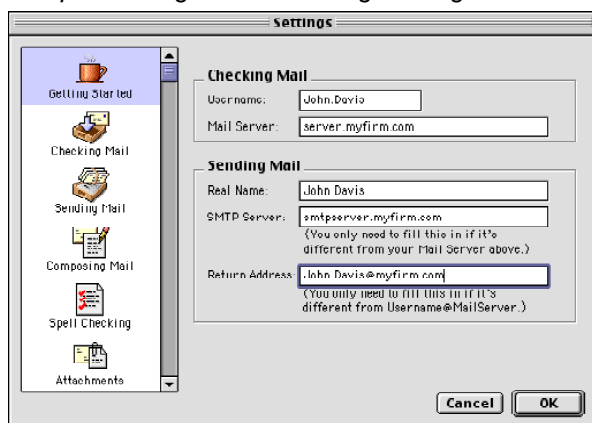 Settings
Getting Started
Checking Mail
Sending Mail
Composing Mail
Spell Checking
Attachments
Checking Mail
Username: John.Davis
Mail Server: server.myfirm.com
Sending Mail
Real Name: John Davis
SMTP Server: smtpserver.myfirm.com
(You only need to fill this in if it's
different from your Mail Server above.)
Return Address: John.Davis@myfirm.com
(You only need to fill this in if it's
different from Username@MailServer.)
Cancel OK